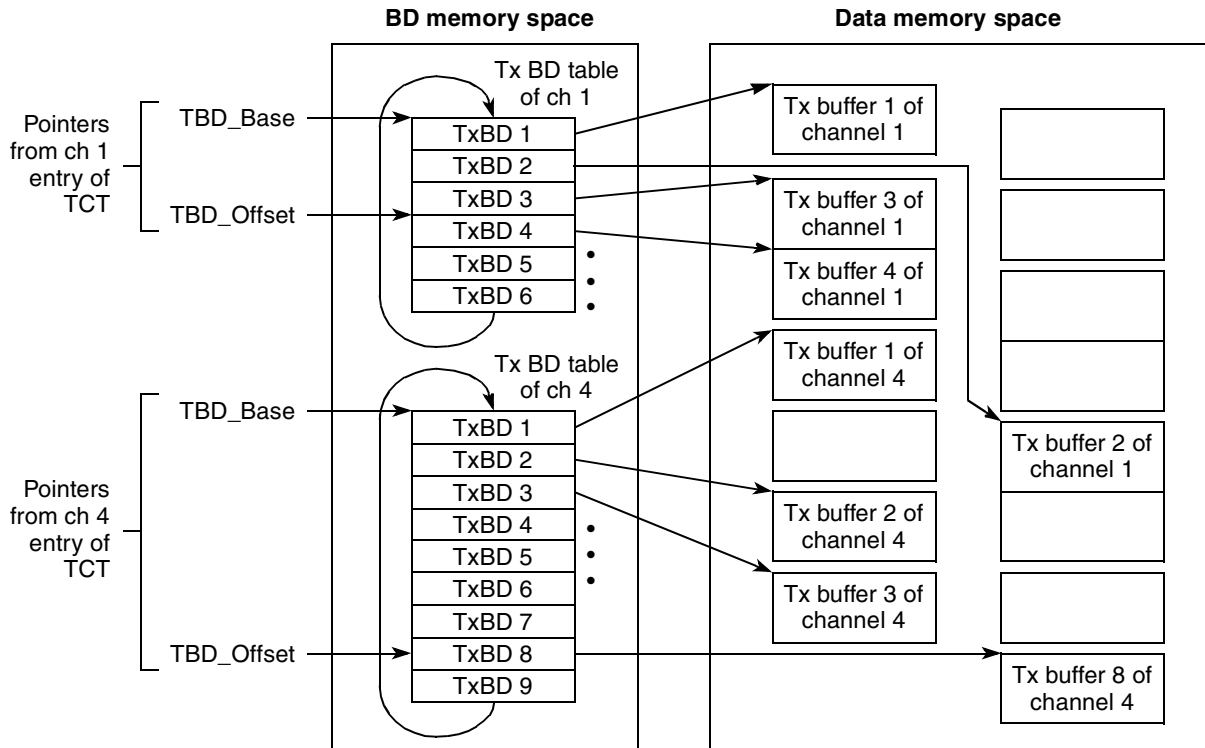 BD memory space
Data memory space
Tx BD table
of ch 1
Pointers
from ch 1
entry of
TCT
TBD_Base
TBD_Offset
TxBD 1
TxBD 2
TxBD 3
TxBD 4
TxBD 5
TxBD 6
Tx BD table
of ch 4
Pointers
from ch 4
entry of
TCT
TBD_Base
TBD_Offset
TxBD 1
TxBD 2
TxBD 3
TxBD 4
TxBD 5
TxBD 6
TxBD 7
TxBD 8
TxBD 9
Tx buffer 1 of
channel 1
Tx buffer 3 of
channel 1
Tx buffer 4 of
channel 1
Tx buffer 1 of
channel 4
Tx buffer 2 of
channel 4
Tx buffer 3 of
channel 4
Tx buffer 2 of
channel 1
Tx buffer 8 of
channel 4